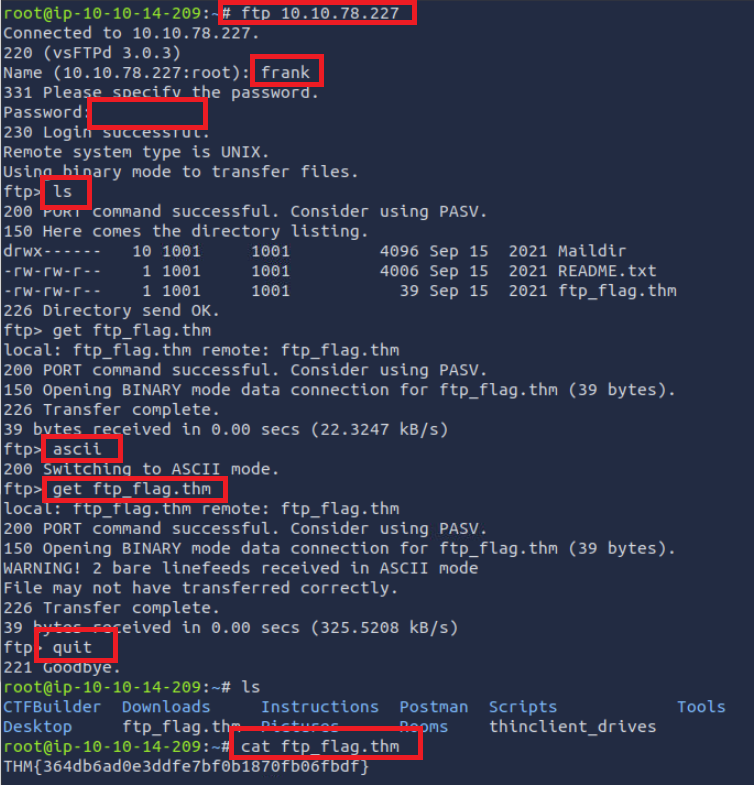 root@ip-10-10-14-209:~# ftp 10.10.78.227
Connected to 10.10.78.227.
220 (vsFTPd 3.0.3)
Name (10.10.78.227:root): frank
331 Please specify the password.
Password:
230 Login successful.
Remote system type is UNIX.
Using binary mode to transfer files.
ftp> ls
200 PORT command successful. Consider using PASV.
150 Here comes the directory listing.
drwx------   10 1001     1001         4096 Sep 15  2021 Maildir
-rw-rw-r--    1 1001     1001         4006 Sep 15  2021 README.txt
-rw-rw-r--    1 1001     1001           39 Sep 15  2021 ftp_flag.thm
226 Directory send OK.
ftp> get ftp_flag.thm
local: ftp_flag.thm remote: ftp_flag.thm
200 PORT command successful. Consider using PASV.
150 Opening BINARY mode data connection for ftp_flag.thm (39 bytes).
226 Transfer complete.
39 bytes received in 0.00 secs (22.3247 kB/s)
ftp> ascii
200 Switching to ASCII mode.
ftp> get ftp_flag.thm
local: ftp_flag.thm remote: ftp_flag.thm
200 PORT command successful. Consider using PASV.
150 Opening BINARY mode data connection for ftp_flag.thm (39 bytes).
WARNING! 2 bare linefeeds received in ASCII mode
File may not have transferred correctly.
226 Transfer complete.
39 bytes received in 0.00 secs (325.5208 kB/s)
ftp> quit
221 Goodbye.
root@ip-10-10-14-209:~# ls
CTFBuilder  Downloads     Instructions  Postman  Scripts            Tools
Desktop     ftp_flag.thm  Pictures      Rooms    thinclient_drives
root@ip-10-10-14-209:~# cat ftp_flag.thm
THM{364db6ad0e3ddfe7bf0b1870fb06fbdf}